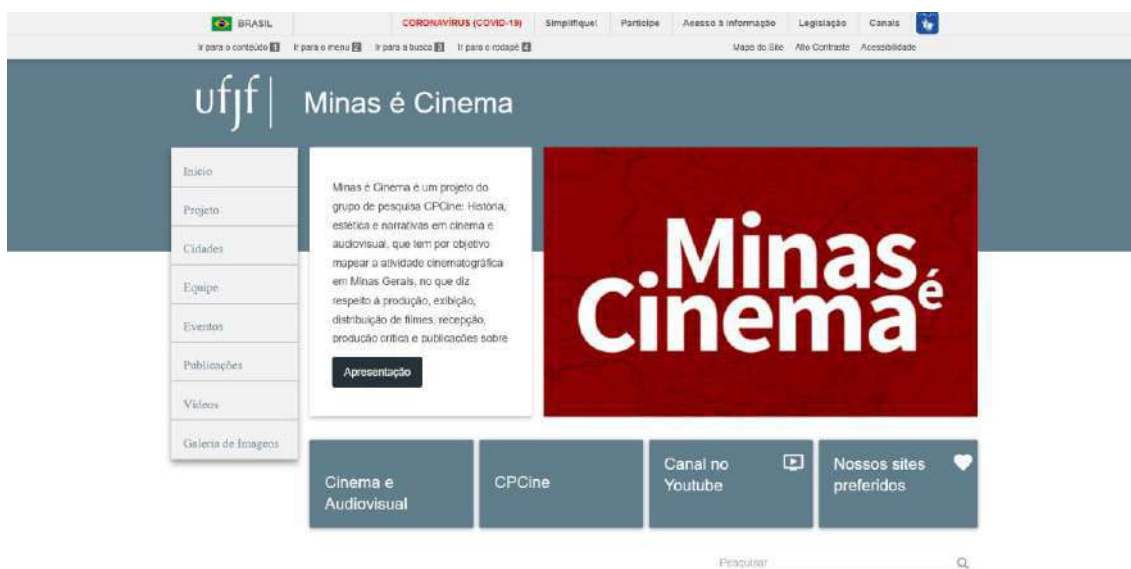 BRASIL CORONAVÍRUS (COVID-19) Simplifique! Participe Acesso à informação Legislação Canais
Ir para o conteúdo 1 Ir para o menu 2 Ir para a busca 3 Ir para o rodapé 4 Mapa do Site Alto Contraste Acessibilidade
ufjf Minas é Cinema
Início
Projeto
Cidades
Equipe
Eventos
Publicações
Vídeos
Galeria de Imagens
Minas é Cinema é um projeto do
grupo de pesquisa CPCine: História,
estética e narrativas em cinema e
audiovisual, que tem por objetivo
mapear a atividade cinematográfica
em Minas Gerais, no que diz
respeito à produção, exibição,
distribuição de filmes, recepção,
produção crítica e publicações sobre
Apresentação
Minas é
Cinema
Cinema e
Audiovisual
CPCine
Canal no
Youtube
Nossos sites
preferidos
Pesquisar